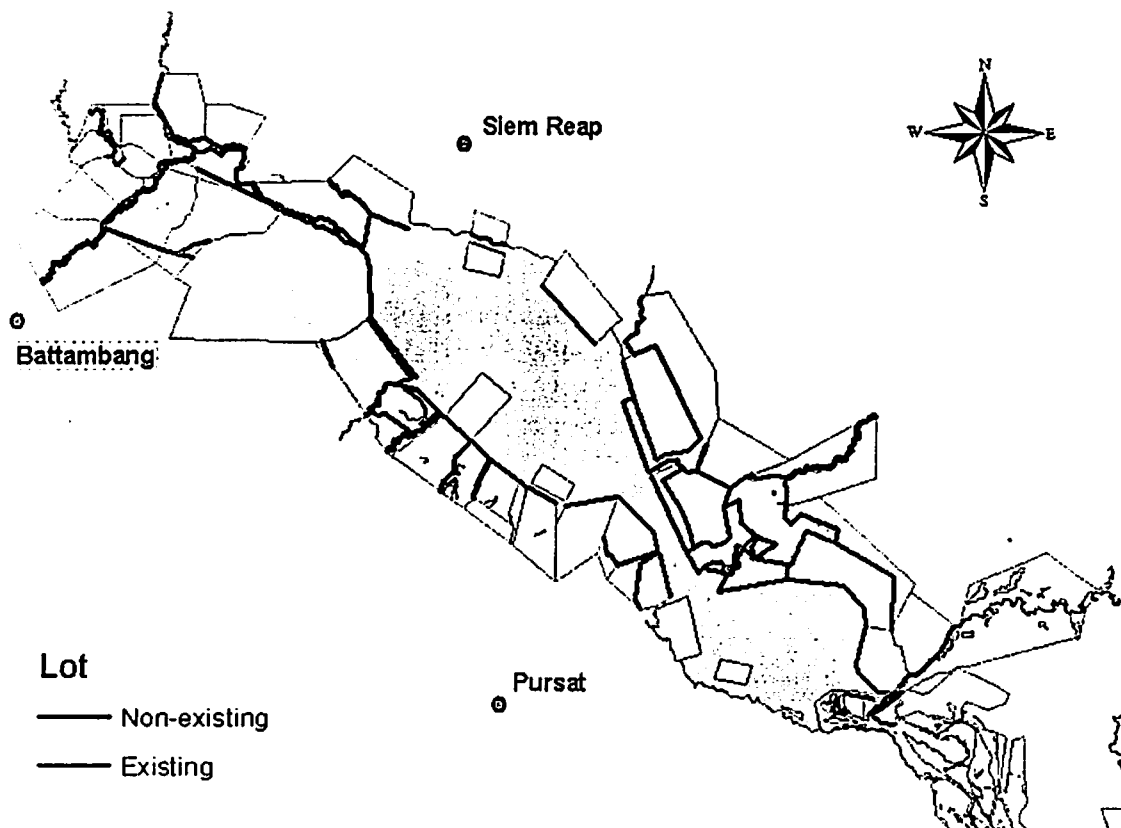 N
Siem Reap
W E
S
Battambang
Lot
Pursat
Non-existing
Existing